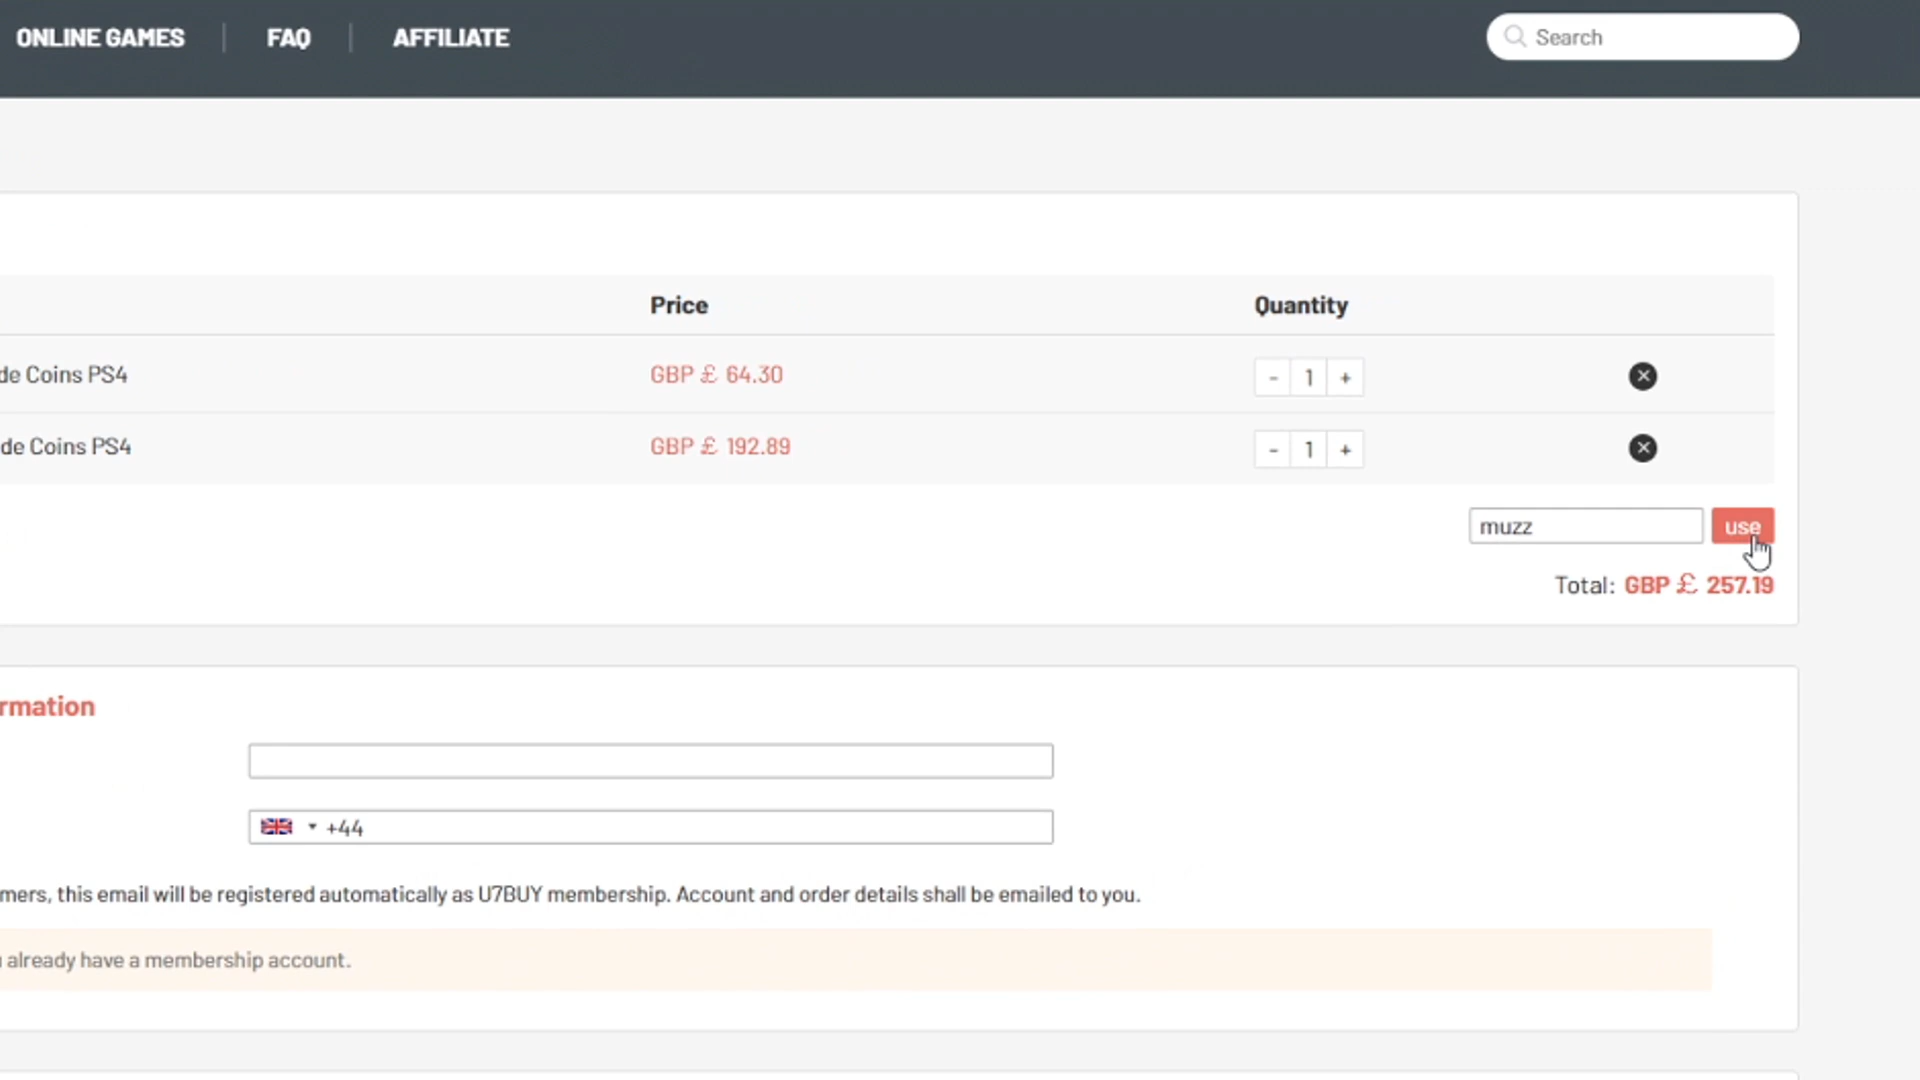 ONLINE GAMES FAQ AFFILIATE Search
Price Quantity
de Coins PS4 GBP £ 64.30 - 1 +
de Coins PS4 GBP £ 192.89 - 1 +
muzz use
Total: GBP £ 257.19
rmation
+44
mers, this email will be registered automatically as U7BUY membership. Account and order details shall be emailed to you.
already have a membership account.